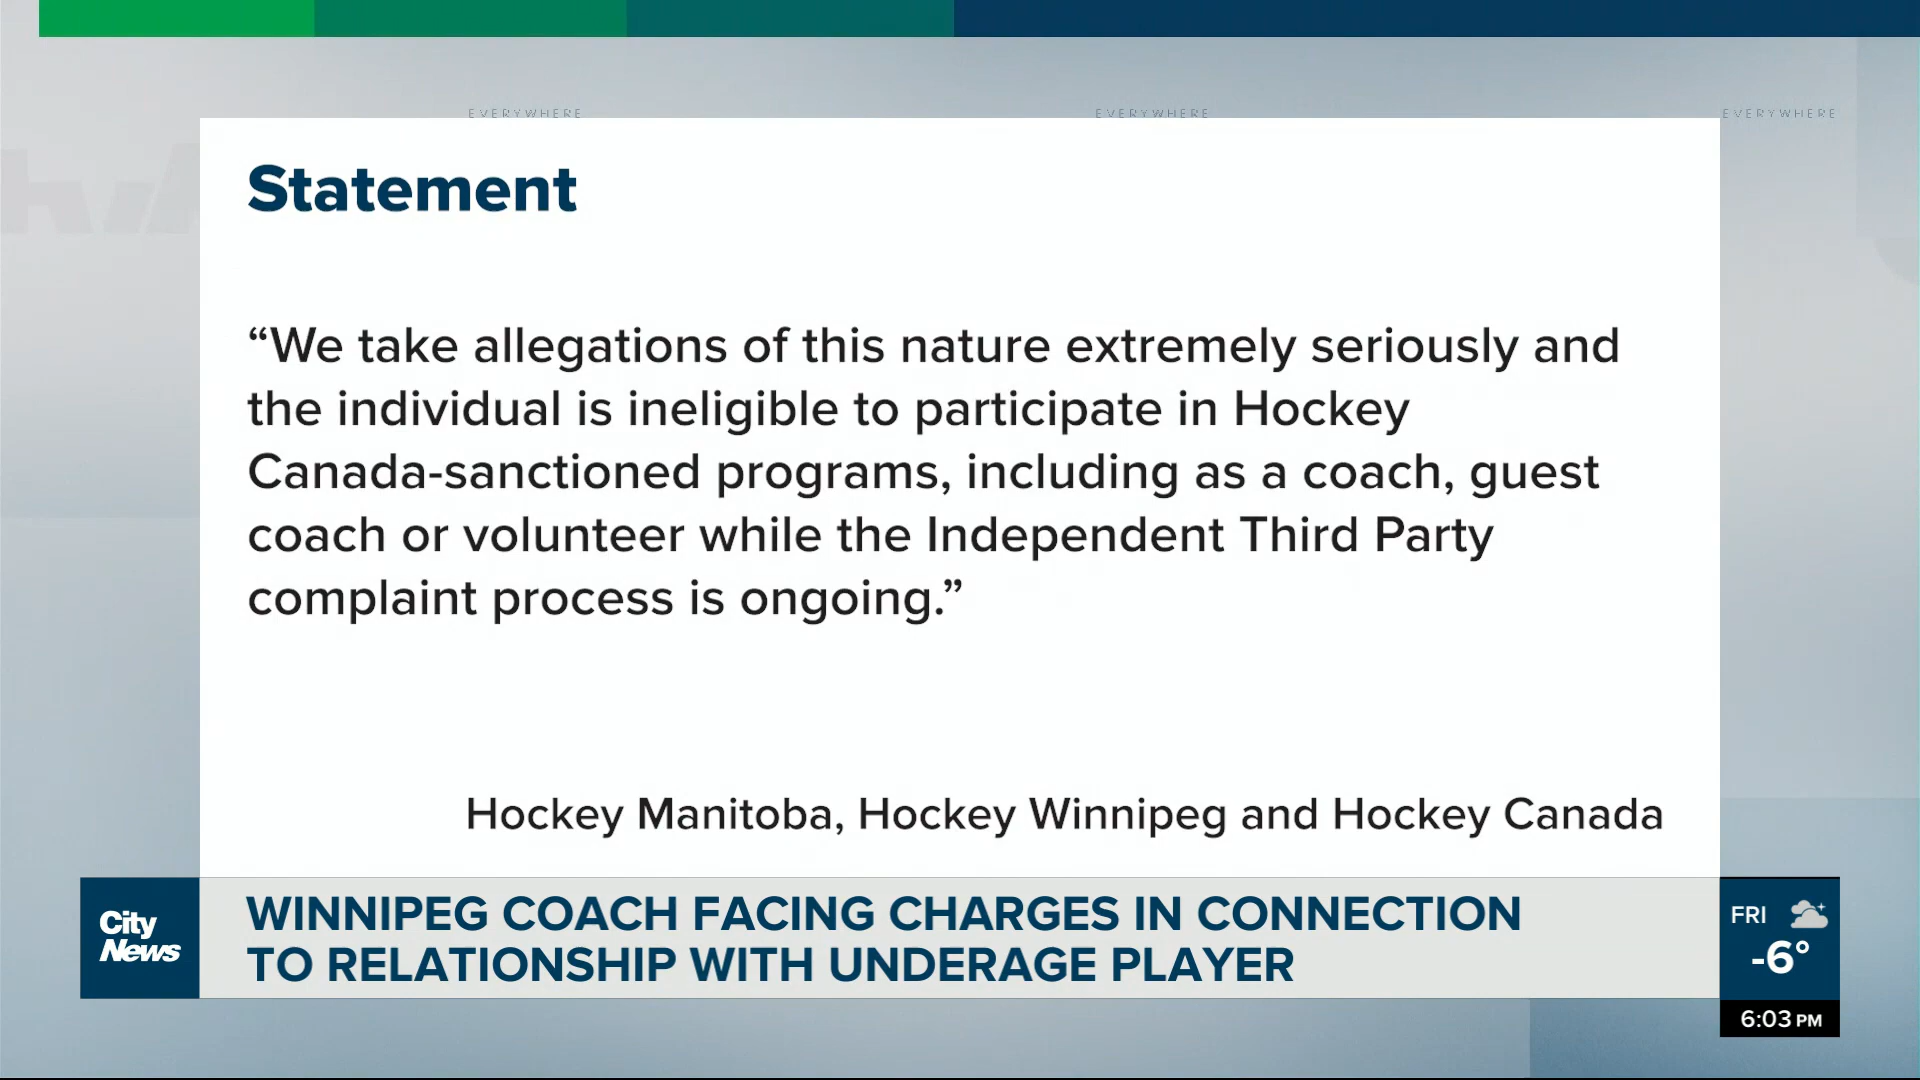 EVERYWHERE EVERYWHERE EVERYWHERE
Statement
“We take allegations of this nature extremely seriously and
the individual is ineligible to participate in Hockey
Canada-sanctioned programs, including as a coach, guest
coach or volunteer while the Independent Third Party
complaint process is ongoing.”
Hockey Manitoba, Hockey Winnipeg and Hockey Canada
City
News
WINNIPEG COACH FACING CHARGES IN CONNECTION
TO RELATIONSHIP WITH UNDERAGE PLAYER
FRI
-6°
6:03 PM